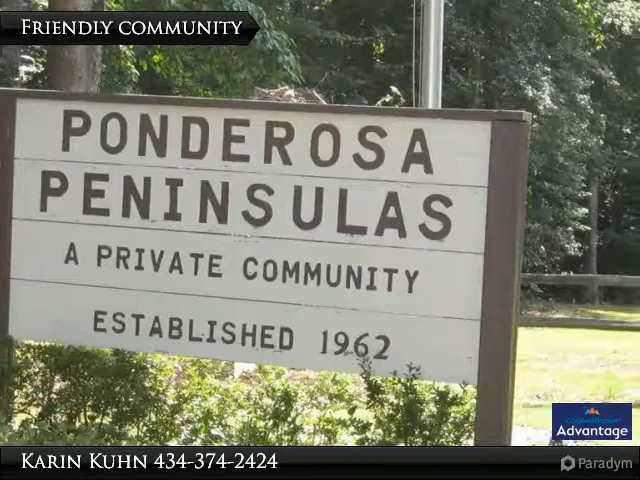 Friendly community
PONDEROSA
PENINSULAS
A PRIVATE COMMUNITY
ESTABLISHED 1962
Advantage
Karin Kuhn 434-374-2424
Paradym